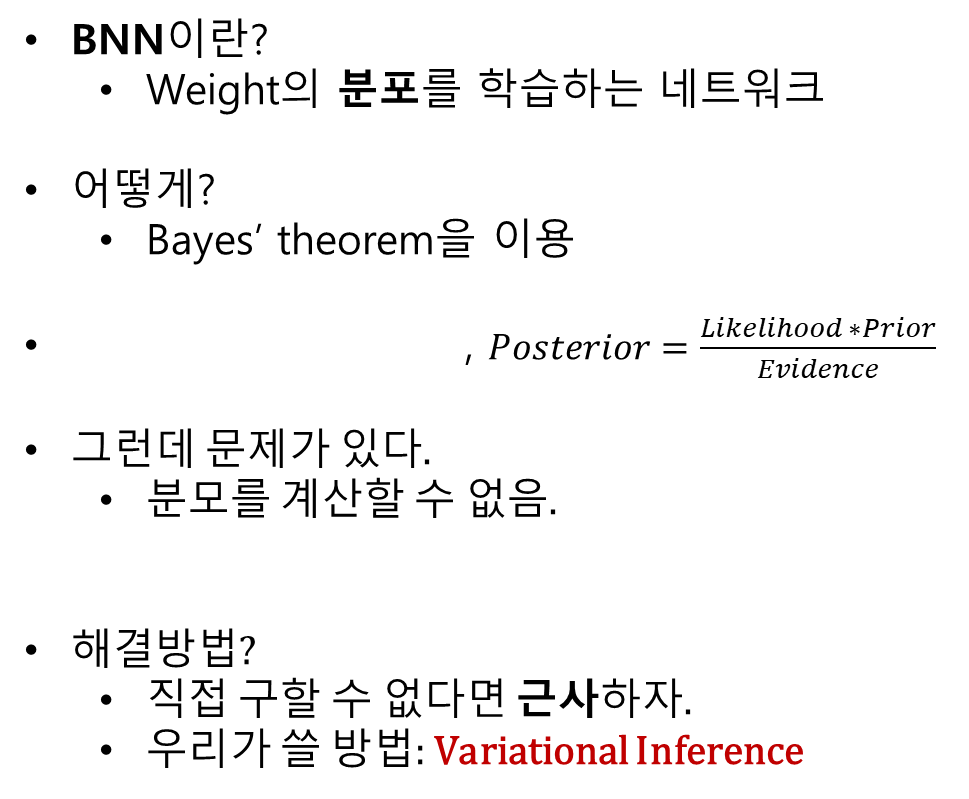 • BNN이란?
• Weight의 분포를 학습하는 네트워크
• 어떻게?
• Bayes’ theorem을 이용
• , Posterior = Likelihood ∗Prior / Evidence
• 그런데 문제가 있다.
• 분모를 계산할 수 없음.
• 해결방법?
• 직접 구할 수 없다면 근사하자.
• 우리가 쓸 방법: Variational Inference